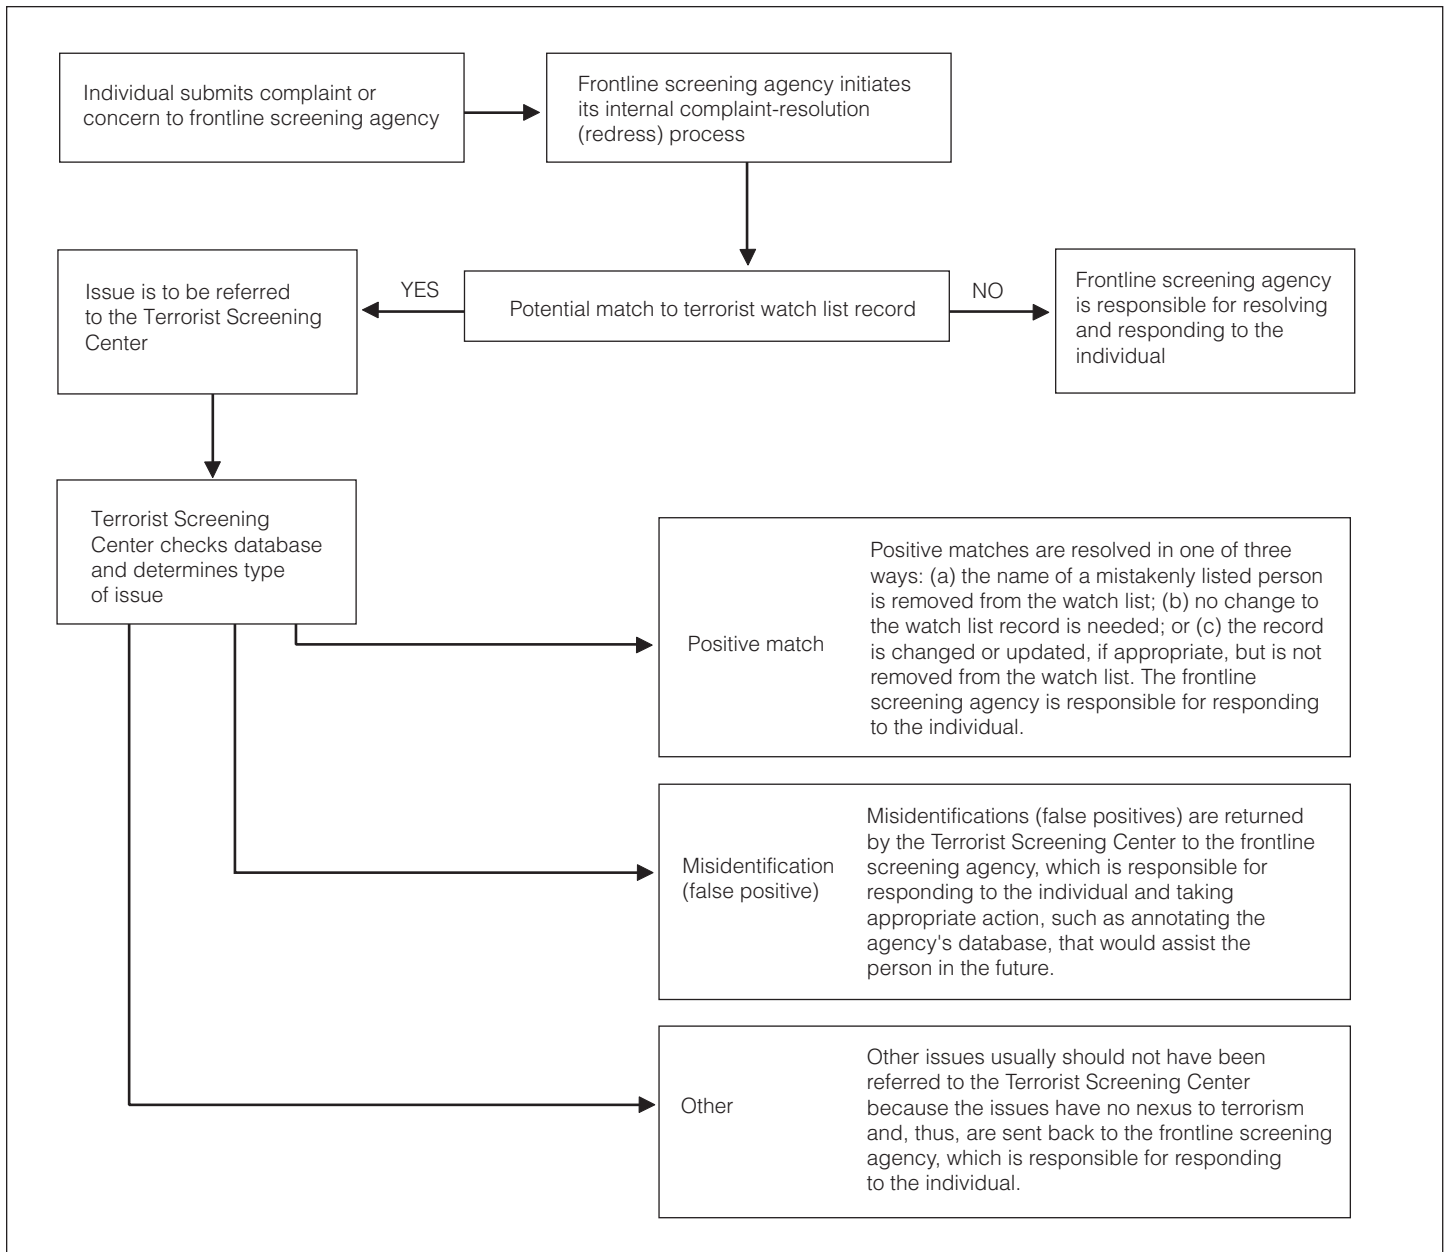 Individual submits complaint or
concern to frontline screening agency
Frontline screening agency initiates
its internal complaint-resolution
(redress) process
Issue is to be referred
to the Terrorist Screening
Center
YES
Potential match to terrorist watch list record
NO
Frontline screening agency
is responsible for resolving
and responding to the
individual
Terrorist Screening
Center checks database
and determines type
of issue
Positive match
Positive matches are resolved in one of three
ways: (a) the name of a mistakenly listed person
is removed from the watch list; (b) no change to
the watch list record is needed; or (c) the record
is changed or updated, if appropriate, but is not
removed from the watch list. The frontline
screening agency is responsible for responding
to the individual.
Misidentification
(false positive)
Misidentifications (false positives) are returned
by the Terrorist Screening Center to the frontline
screening agency, which is responsible for
responding to the individual and taking
appropriate action, such as annotating the
agency's database, that would assist the
person in the future.
Other
Other issues usually should not have been
referred to the Terrorist Screening Center
because the issues have no nexus to terrorism
and, thus, are sent back to the frontline screening
agency, which is responsible for responding
to the individual.